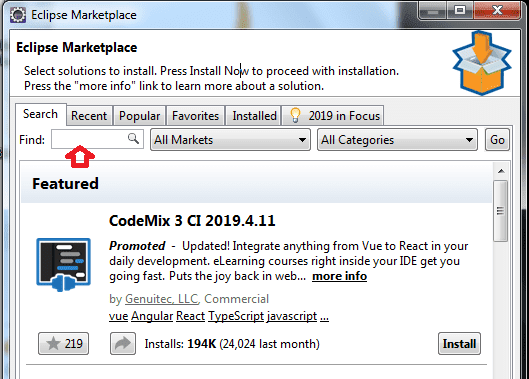 Eclipse Marketplace
Eclipse Marketplace
Select solutions to install. Press Install Now to proceed with installation.
Press the "more info" link to learn more about a solution.
Search Recent Popular Favorites Installed 2019 in Focus
Find: All Markets All Categories Go
Featured
CodeMix 3 CI 2019.4.11
Promoted - Updated! Integrate anything from Vue to React in your
daily development. eLearning courses right inside your IDE get you
going fast. Puts the joy back in web... more info
by Genuitec, LLC, Commercial
vue Angular React TypeScript javascript ...
219 Installs: 194K (24,024 last month) Install